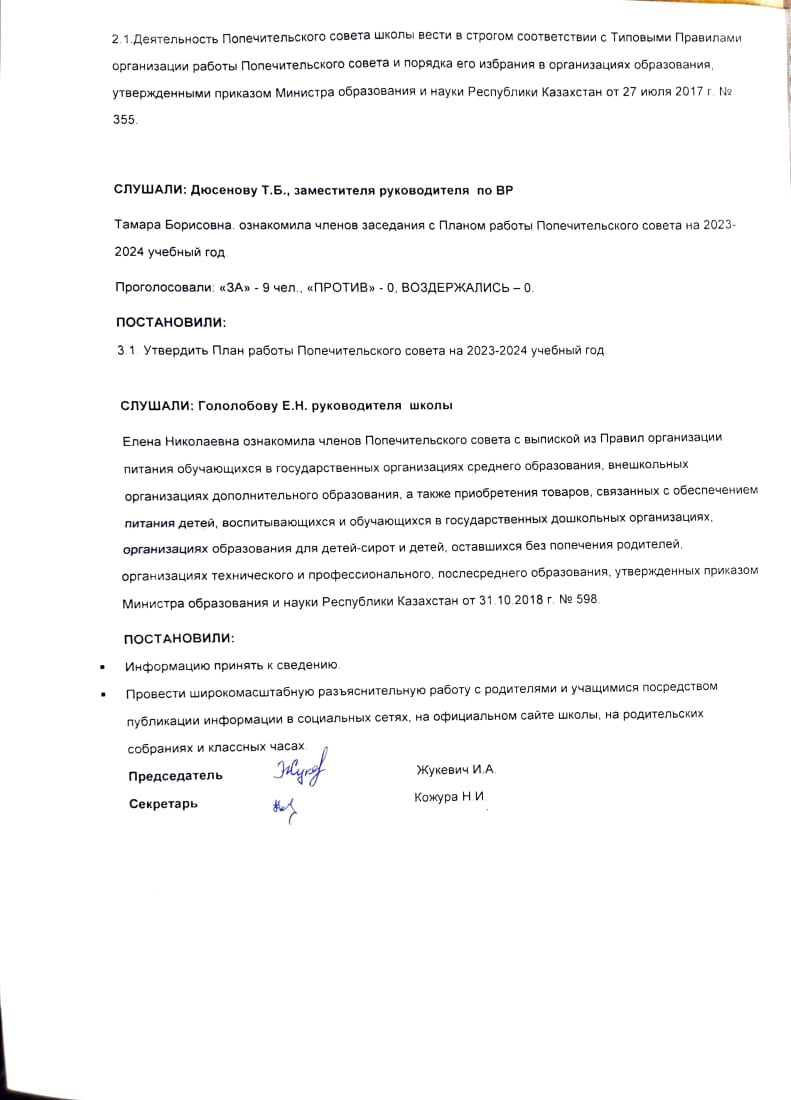 2.1.Деятельность Попечительского совета школы вести в строгом соответствии с Типовыми Правилами
организации работы Попечительского совета и порядка его избрания в организациях образования,
утвержденными приказом Министра образования и науки Республики Казахстан от 27 июля 2017 г. №
355.
СЛУШАЛИ: Дюсенову Т.Б., заместителя руководителя по ВР
Тамара Борисовна. ознакомила членов заседания с Планом работы Попечительского совета на 2023-
2024 учебный год.
Проголосовали: «ЗА» - 9 чел., «ПРОТИВ» - 0, ВОЗДЕРЖАЛИСЬ – 0.
ПОСТАНОВИЛИ:
3.1. Утвердить План работы Попечительского совета на 2023-2024 учебный год.
СЛУШАЛИ: Гололобову Е.Н. руководителя школы
Елена Николаевна ознакомила членов Попечительского совета с выпиской из Правил организации
питания обучающихся в государственных организациях среднего образования, внешкольных
организациях дополнительного образования, а также приобретения товаров, связанных с обеспечением
питания детей, воспитывающихся и обучающихся в государственных дошкольных организациях,
организациях образования для детей-сирот и детей, оставшихся без попечения родителей,
организациях технического и профессионального, послесреднего образования, утвержденных приказом
Министра образования и науки Республики Казахстан от 31.10.2018 г. № 598.
ПОСТАНОВИЛИ:
▪ Информацию принять к сведению.
▪ Провести широкомасштабную разъяснительную работу с родителями и учащимися посредством
публикации информации в социальных сетях, на официальном сайте школы, на родительских
собраниях и классных часах.
Председатель Жукевич И.А.
Секретарь Кожура Н.И.